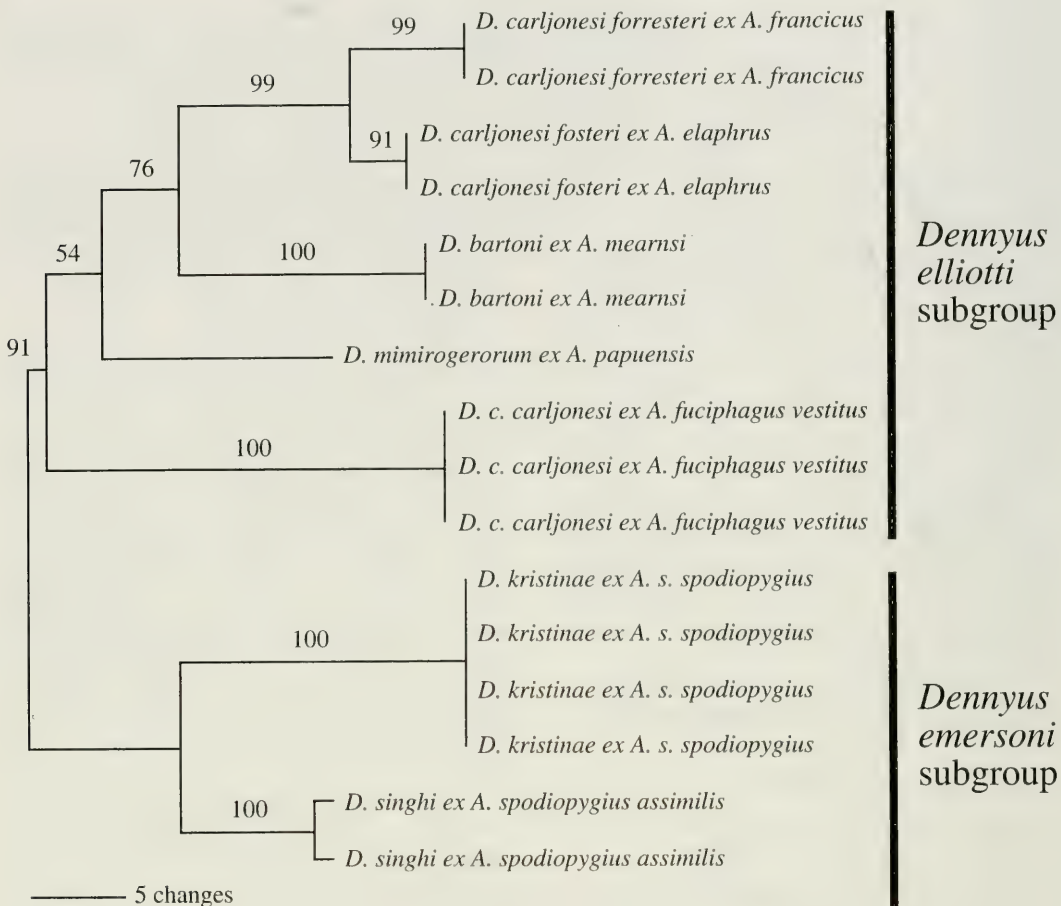 99
D. carljonesi forresteri ex A. francicus
D. carljonesi forresteri ex A. francicus
99
91
D. carljonesi fosteri ex A. elaphrus
D. carljonesi fosteri ex A. elaphrus
76
100
D. bartoni ex A. mearnsi
D. bartoni ex A. mearnsi
54
D. mimirogerorum ex A. papuensis
91
100
D. c. carljonesi ex A. fuciphagus vestitus
D. c. carljonesi ex A. fuciphagus vestitus
D. c. carljonesi ex A. fuciphagus vestitus
Dennyus
elliotti
subgroup
100
D. kristinae ex A. s. spodiopygius
D. kristinae ex A. s. spodiopygius
D. kristinae ex A. s. spodiopygius
D. kristinae ex A. s. spodiopygius
100
D. singhi ex A. spodiopygius assimilis
D. singhi ex A. spodiopygius assimilis
Dennyus
emersoni
subgroup
5 changes